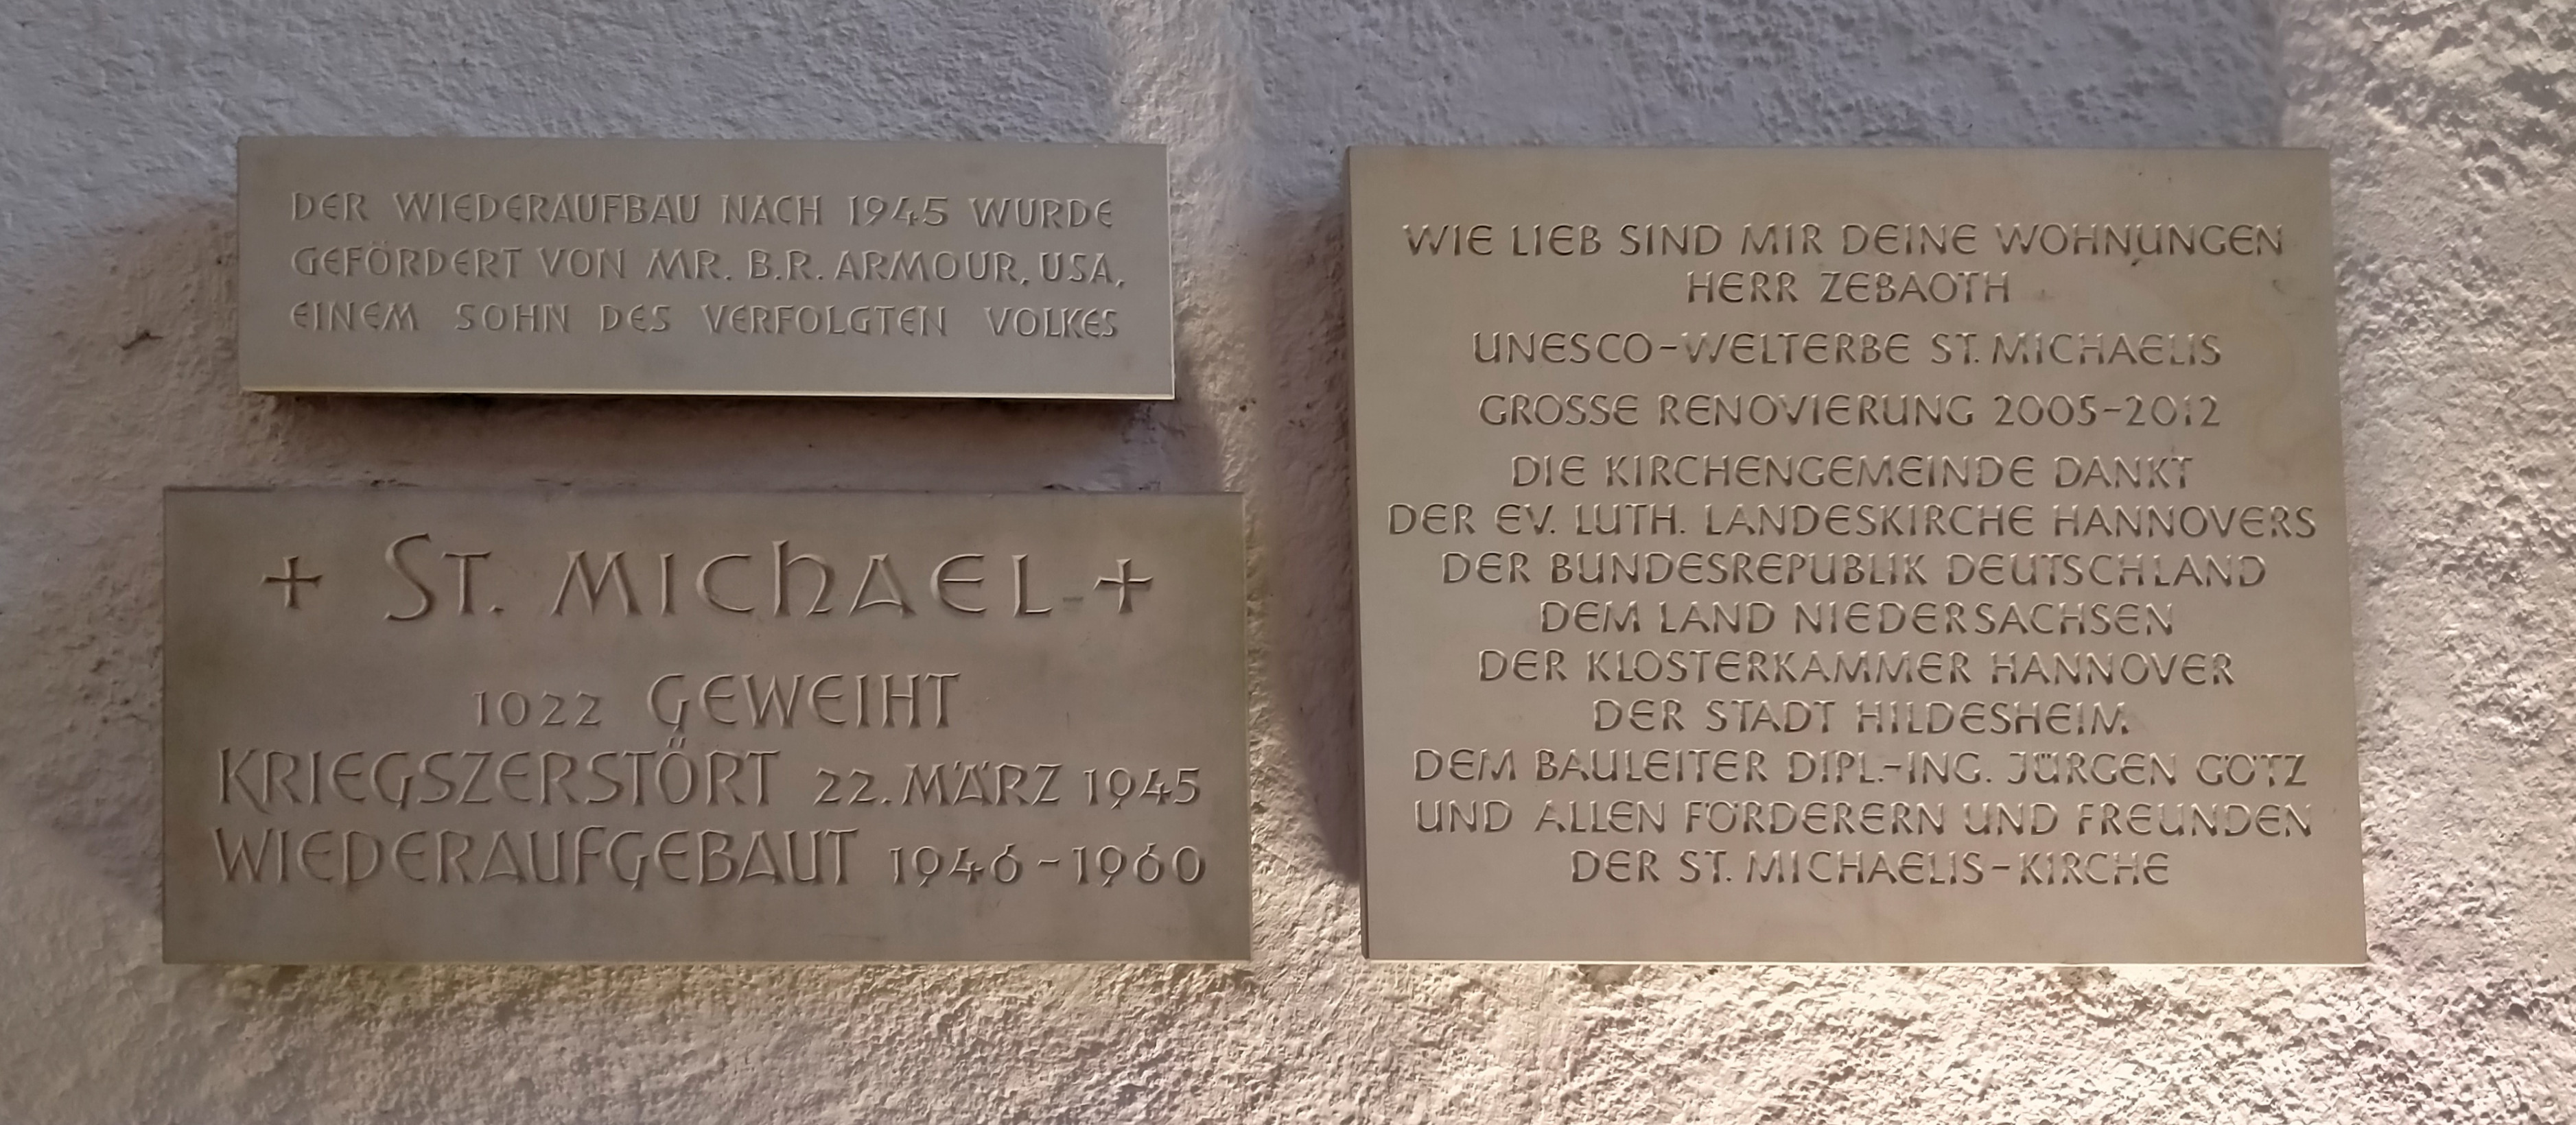 DER WIEDERAUFBAU NACH 1945 WURDE
GEFÖRDERT VON MR. B.R. ARMOUR, USA,
EINEM SOHN DES VERFOLGTEN VOLKES
+ ST. MICHAEL +
1022 GEWEIHT
KRIEGSZERSTÖRT 22. MÄRZ 1945
WIEDERAUFGEBAUT 1946-1960
WIE LIEB SIND MIR DEINE WOHNUNGEN
HERR ZEBAOTH
UNESCO-WELTERBE ST. MICHAELIS
GROSSE RENOVIERUNG 2005-2012
DIE KIRCHENGEMEINDE DANKT
DER EV. LUTH. LANDESKIRCHE HANNOVERS
DER BUNDESREPUBLIK DEUTSCHLAND
DEM LAND NIEDERSACHSEN
DER KLOSTERKAMMER HANNOVER
DER STADT HILDESHEIM
DEM BAULEITER DIPL.-ING. JÜRGEN GÖTZ
UND ALLEN FÖRDERERN UND FREUNDEN
DER ST. MICHAELIS-KIRCHE